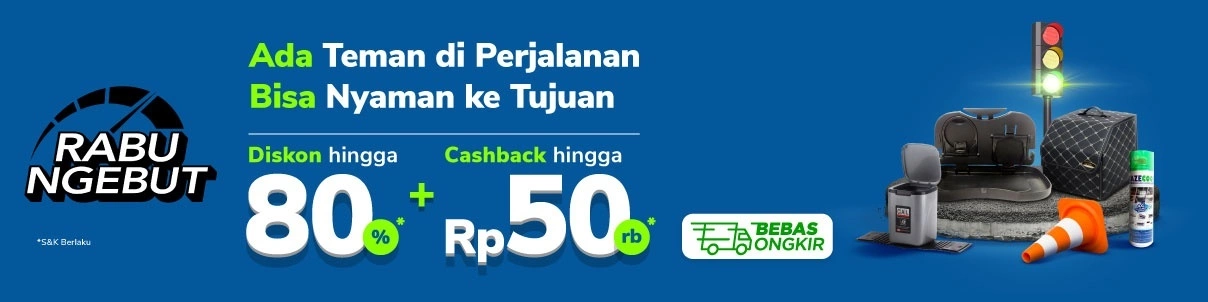 RABU
NGEBUT
*S&K Berlaku
Ada Teman di Perjalanan
Bisa Nyaman ke Tujuan
Diskon hingga
80%*
+
Cashback hingga
Rp50rb*
BEBAS
ONGKIR